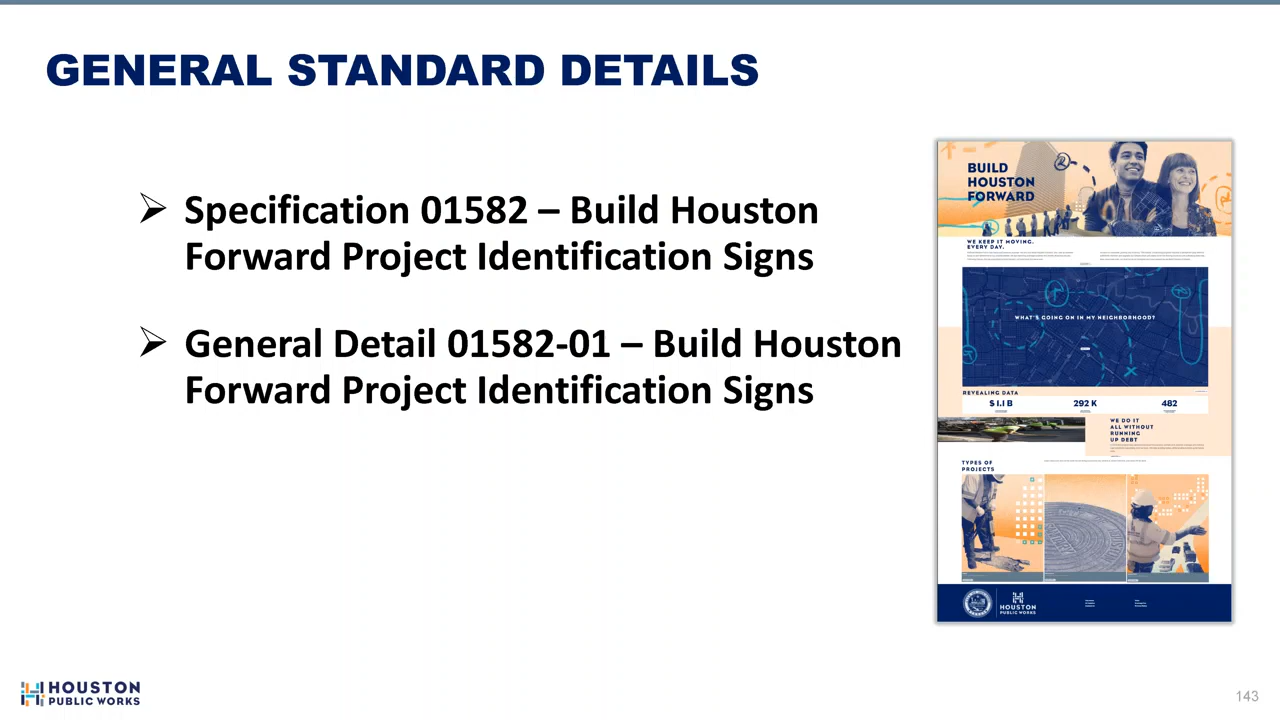 GENERAL STANDARD DETAILS
➢ Specification 01582 – Build Houston
Forward Project Identification Signs
➢ General Detail 01582-01 – Build Houston
Forward Project Identification Signs
BUILD
HOUSTON
FORWARD
WE KEEP IT MOVING.
EVERY DAY.
WHAT'S GOING ON IN MY NEIGHBORHOOD?
REVEALING DATA
$ 1.1 B 292 K 482
WE DO IT
ALL WITHOUT
RUNNING
UP DEBT
TYPES OF
PROJECTS
HOUSTON
PUBLIC WORKS
HOUSTON
PUBLIC WORKS
143